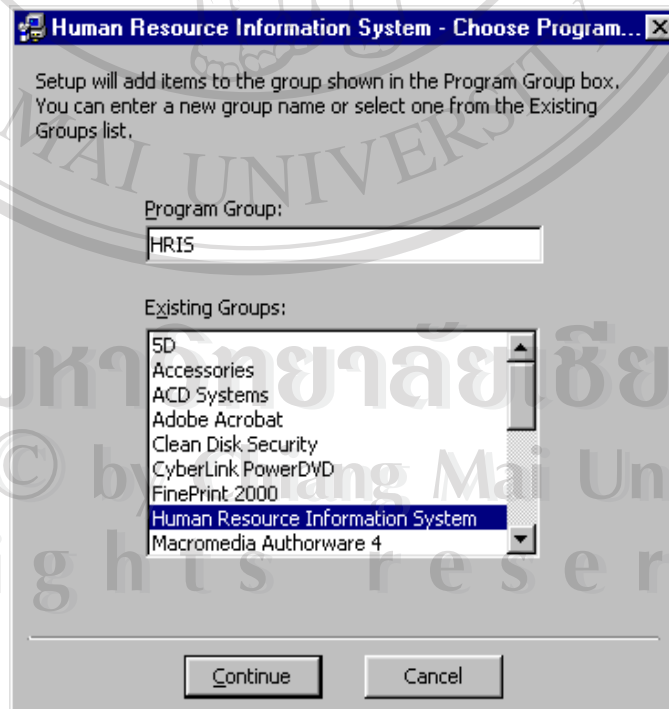 Human Resource Information System - Choose Program...
Setup will add items to the group shown in the Program Group box.
You can enter a new group name or select one from the Existing
Groups list.
MAI UNIVERSIT
Program Group:
HRIS
Existing Groups:
5D
Accessories
ACD Systems
Adobe Acrobat
Clean Disk Security
CyberLink PowerDVD
FinePrint 2000
Human Resource Information System
Macromedia Authorware 4
มหาวิทยาลัยเชีย
© by Chiang Mai Un
ights reser
Continue
Cancel